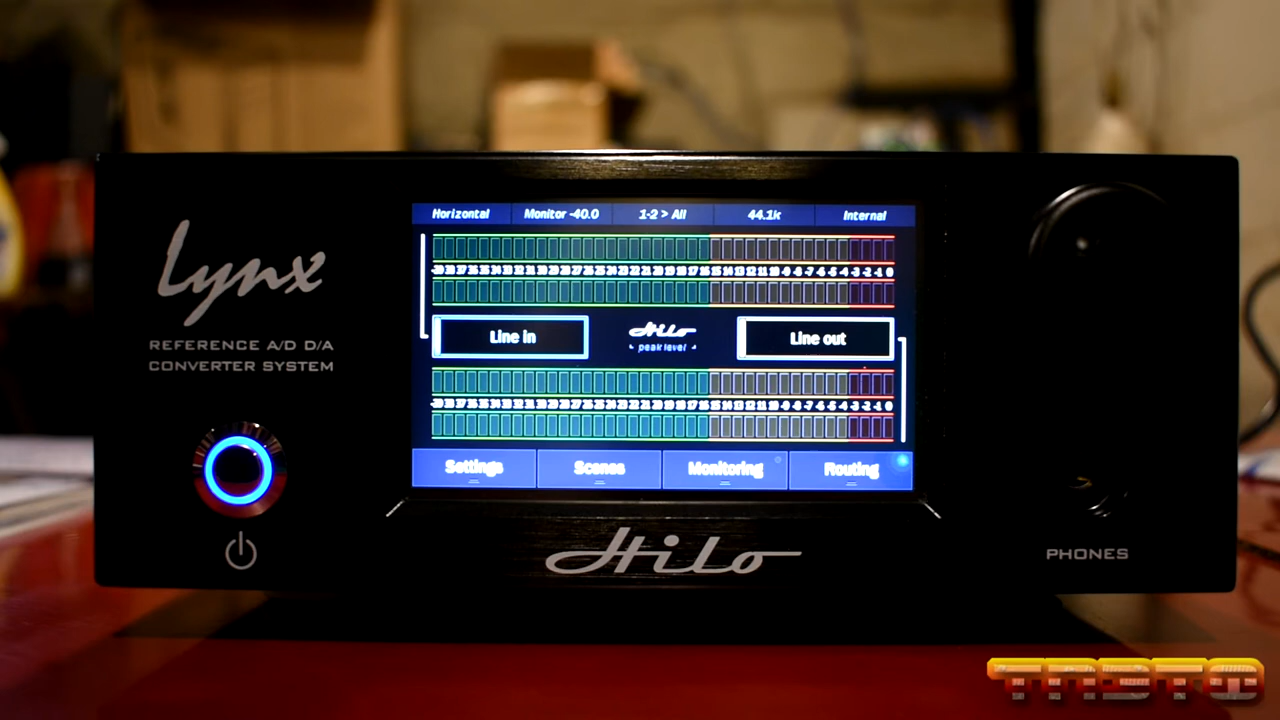 Lynx
REFERENCE A/D D/A
CONVERTER SYSTEM
Horizontal Monitor -40.0 1-2 > All 44.1k Internal
Line in
Hilo
peak level
Line out
Settings Scenes Monitoring Routing
Hilo
PHONES